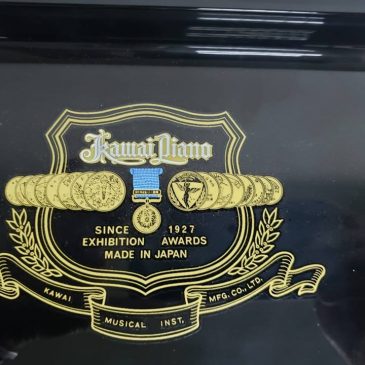 Kawai Piano
SINCE 1927
EXHIBITION AWARDS
MADE IN JAPAN
KAWAI MUSICAL INST. MFG. CO., LTD.